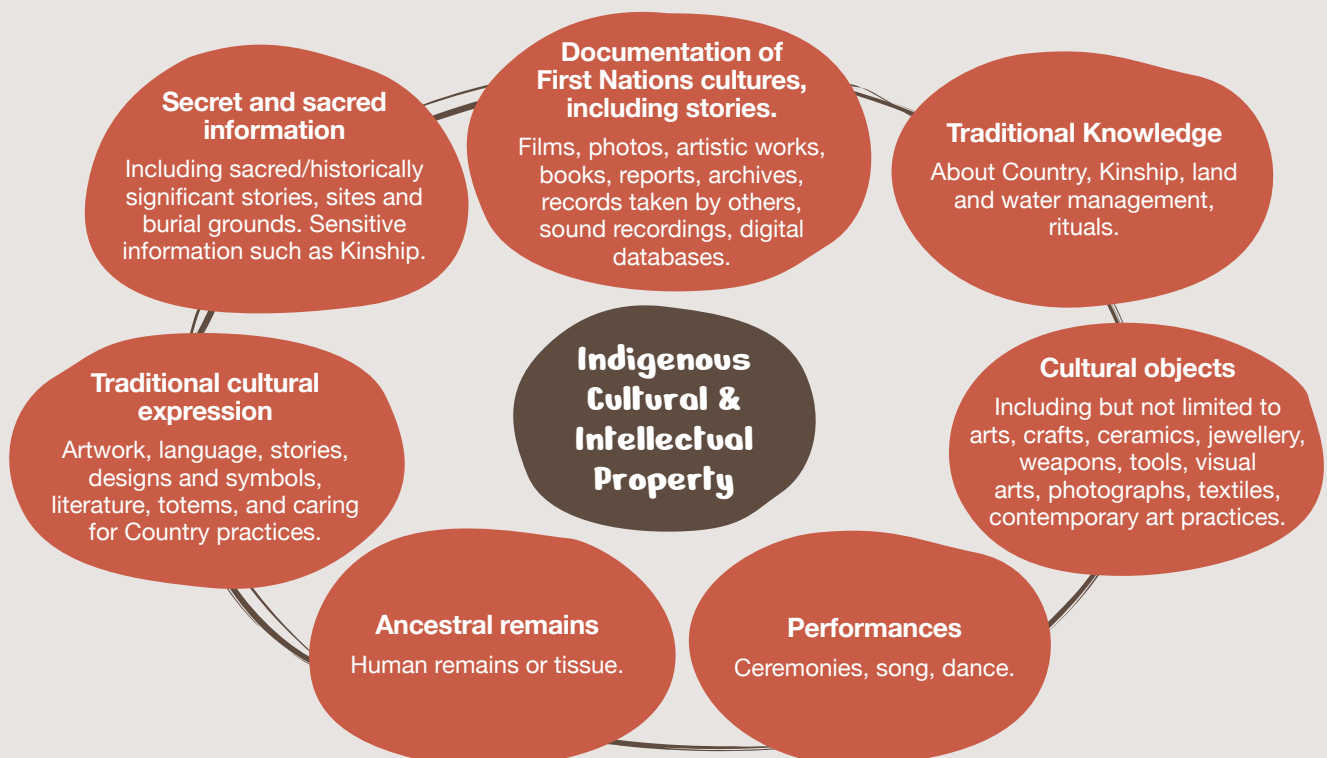 Documentation of
First Nations cultures,
including stories.
Films, photos, artistic works,
books, reports, archives,
records taken by others,
sound recordings, digital
databases.
Secret and sacred
information
Including sacred/historically
significant stories, sites and
burial grounds. Sensitive
information such as Kinship.
Traditional Knowledge
About Country, Kinship, land
and water management,
rituals.
Indigenous
Cultural &
Intellectual
Property
Traditional cultural
expression
Artwork, language, stories,
designs and symbols,
literature, totems, and caring
for Country practices.
Cultural objects
Including but not limited to
arts, crafts, ceramics, jewellery,
weapons, tools, visual
arts, photographs, textiles,
contemporary art practices.
Ancestral remains
Human remains or tissue.
Performances
Ceremonies, song, dance.